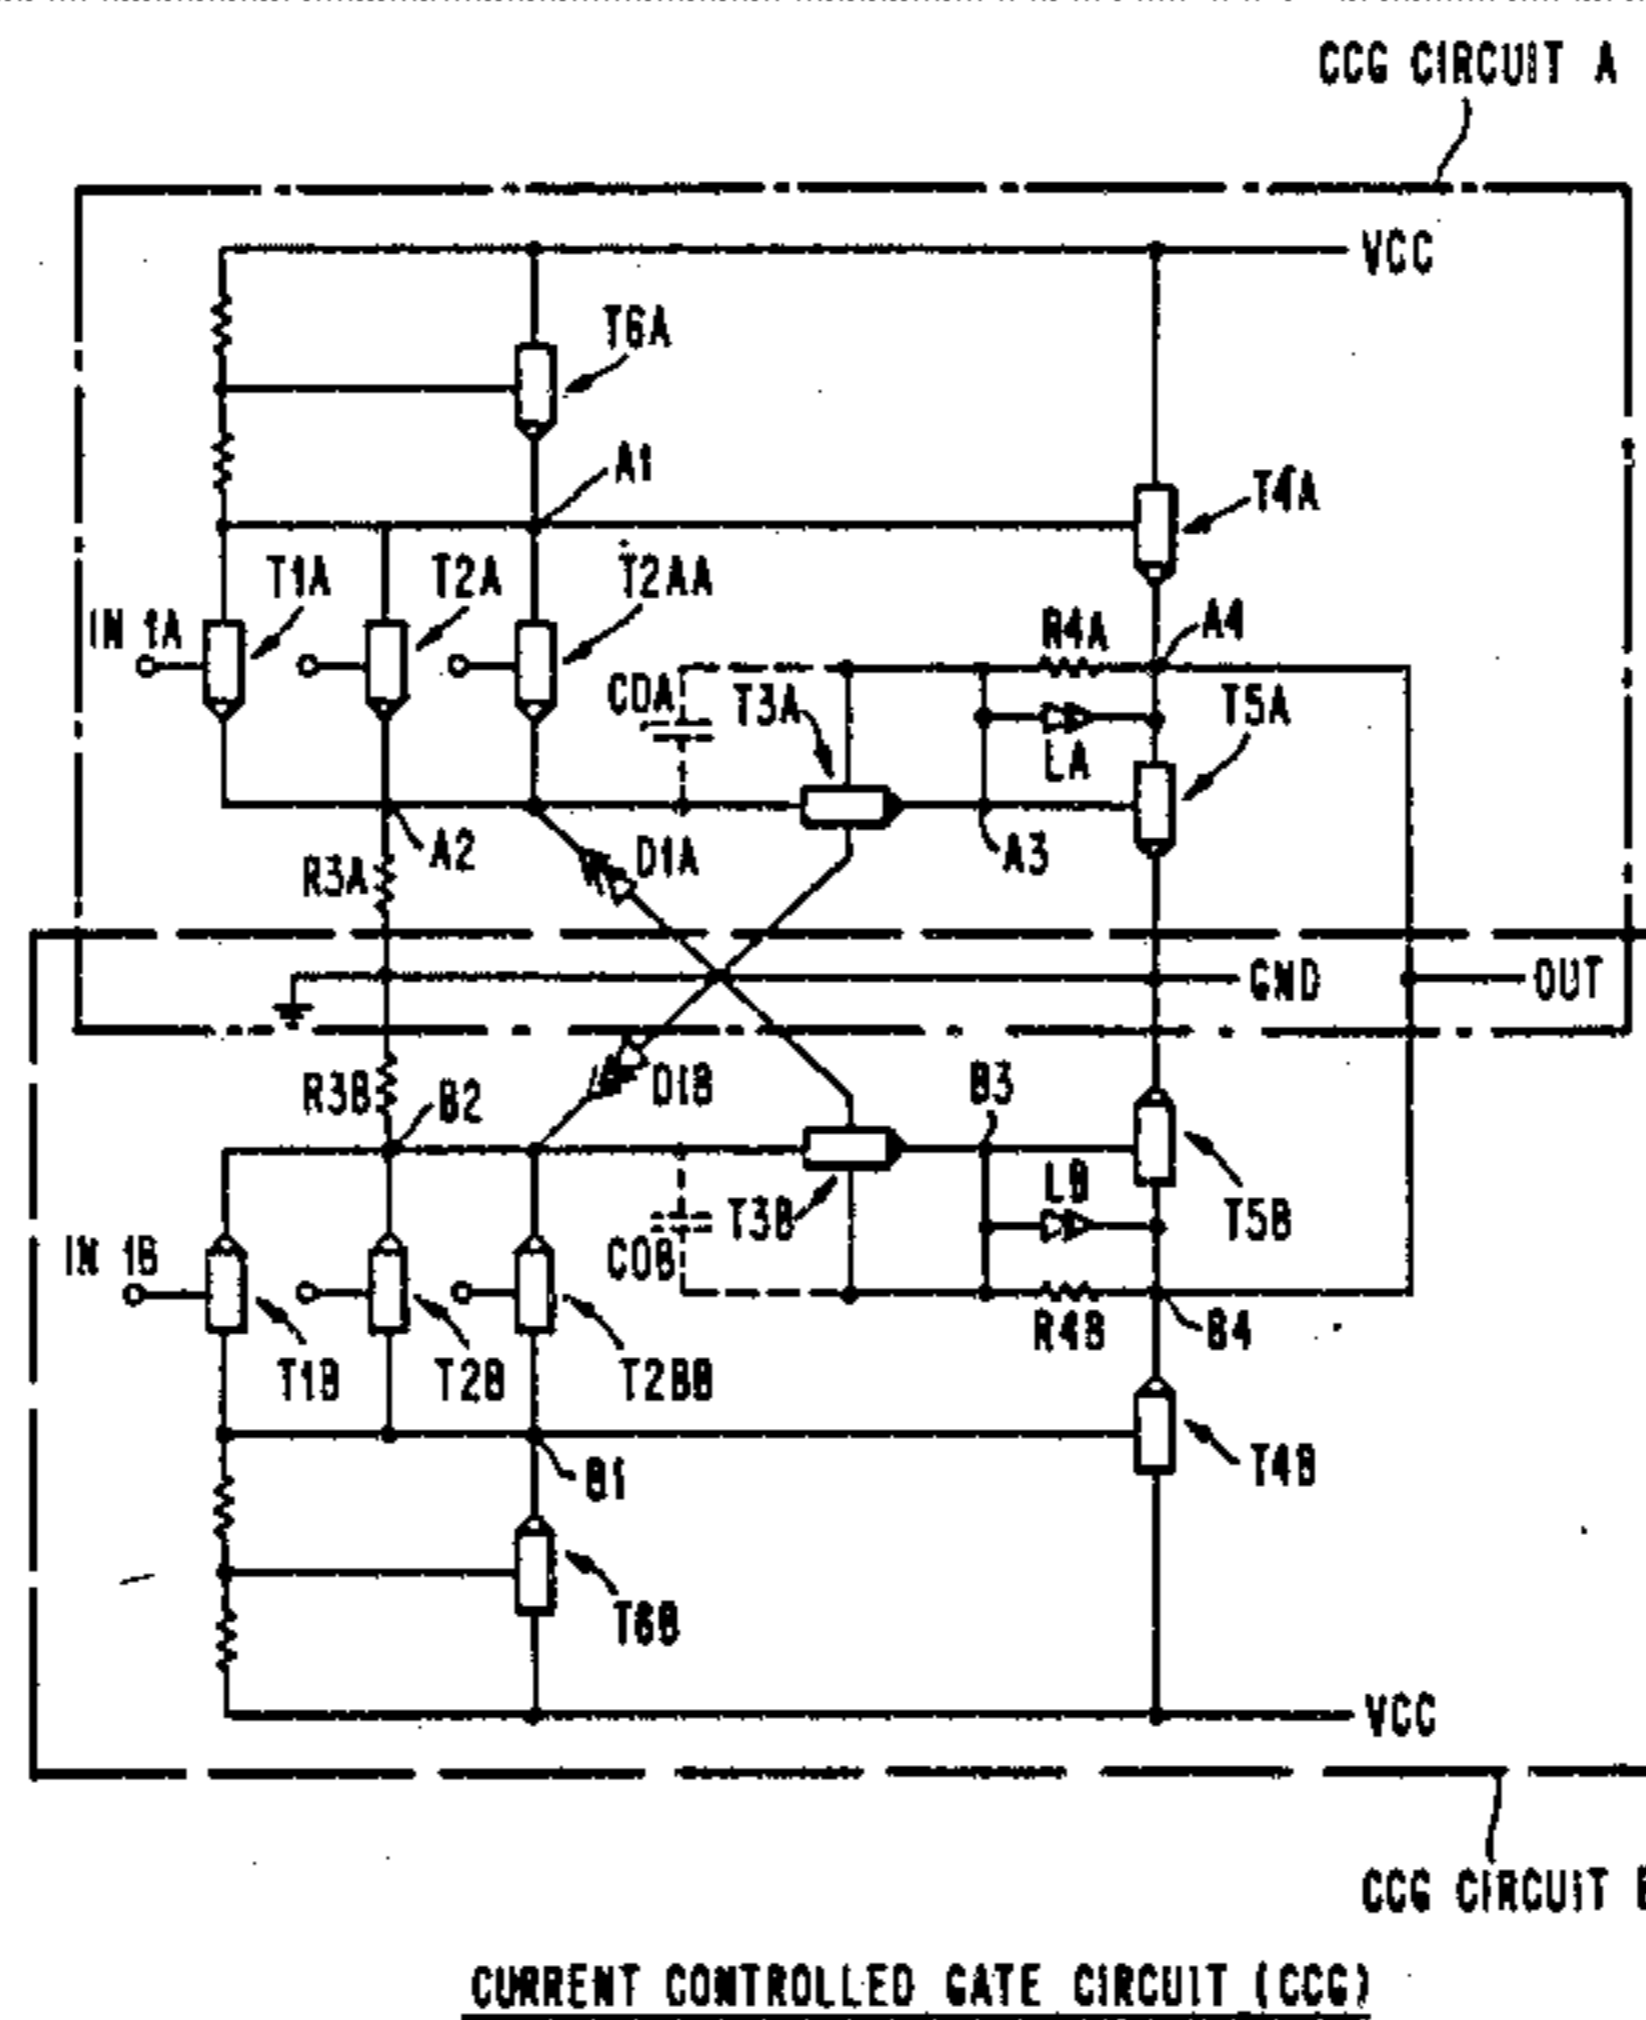 CCG CIRCUIT A
VCC
T6A
A1
T4A
T1A
T2A
T2AA
IN 1A
R4A
A4
CDA
T3A
T5A
LA
A2
D1A
A3
R3A
GND
OUT
R3B
B2
D1B
B3
LB
T5B
T3B
COB
IN 1B
R4B
B4
T1B
T2B
T2BB
B1
T4B
T6B
VCC
CCG CIRCUIT
CURRENT CONTROLLED GATE CIRCUIT (CCG)